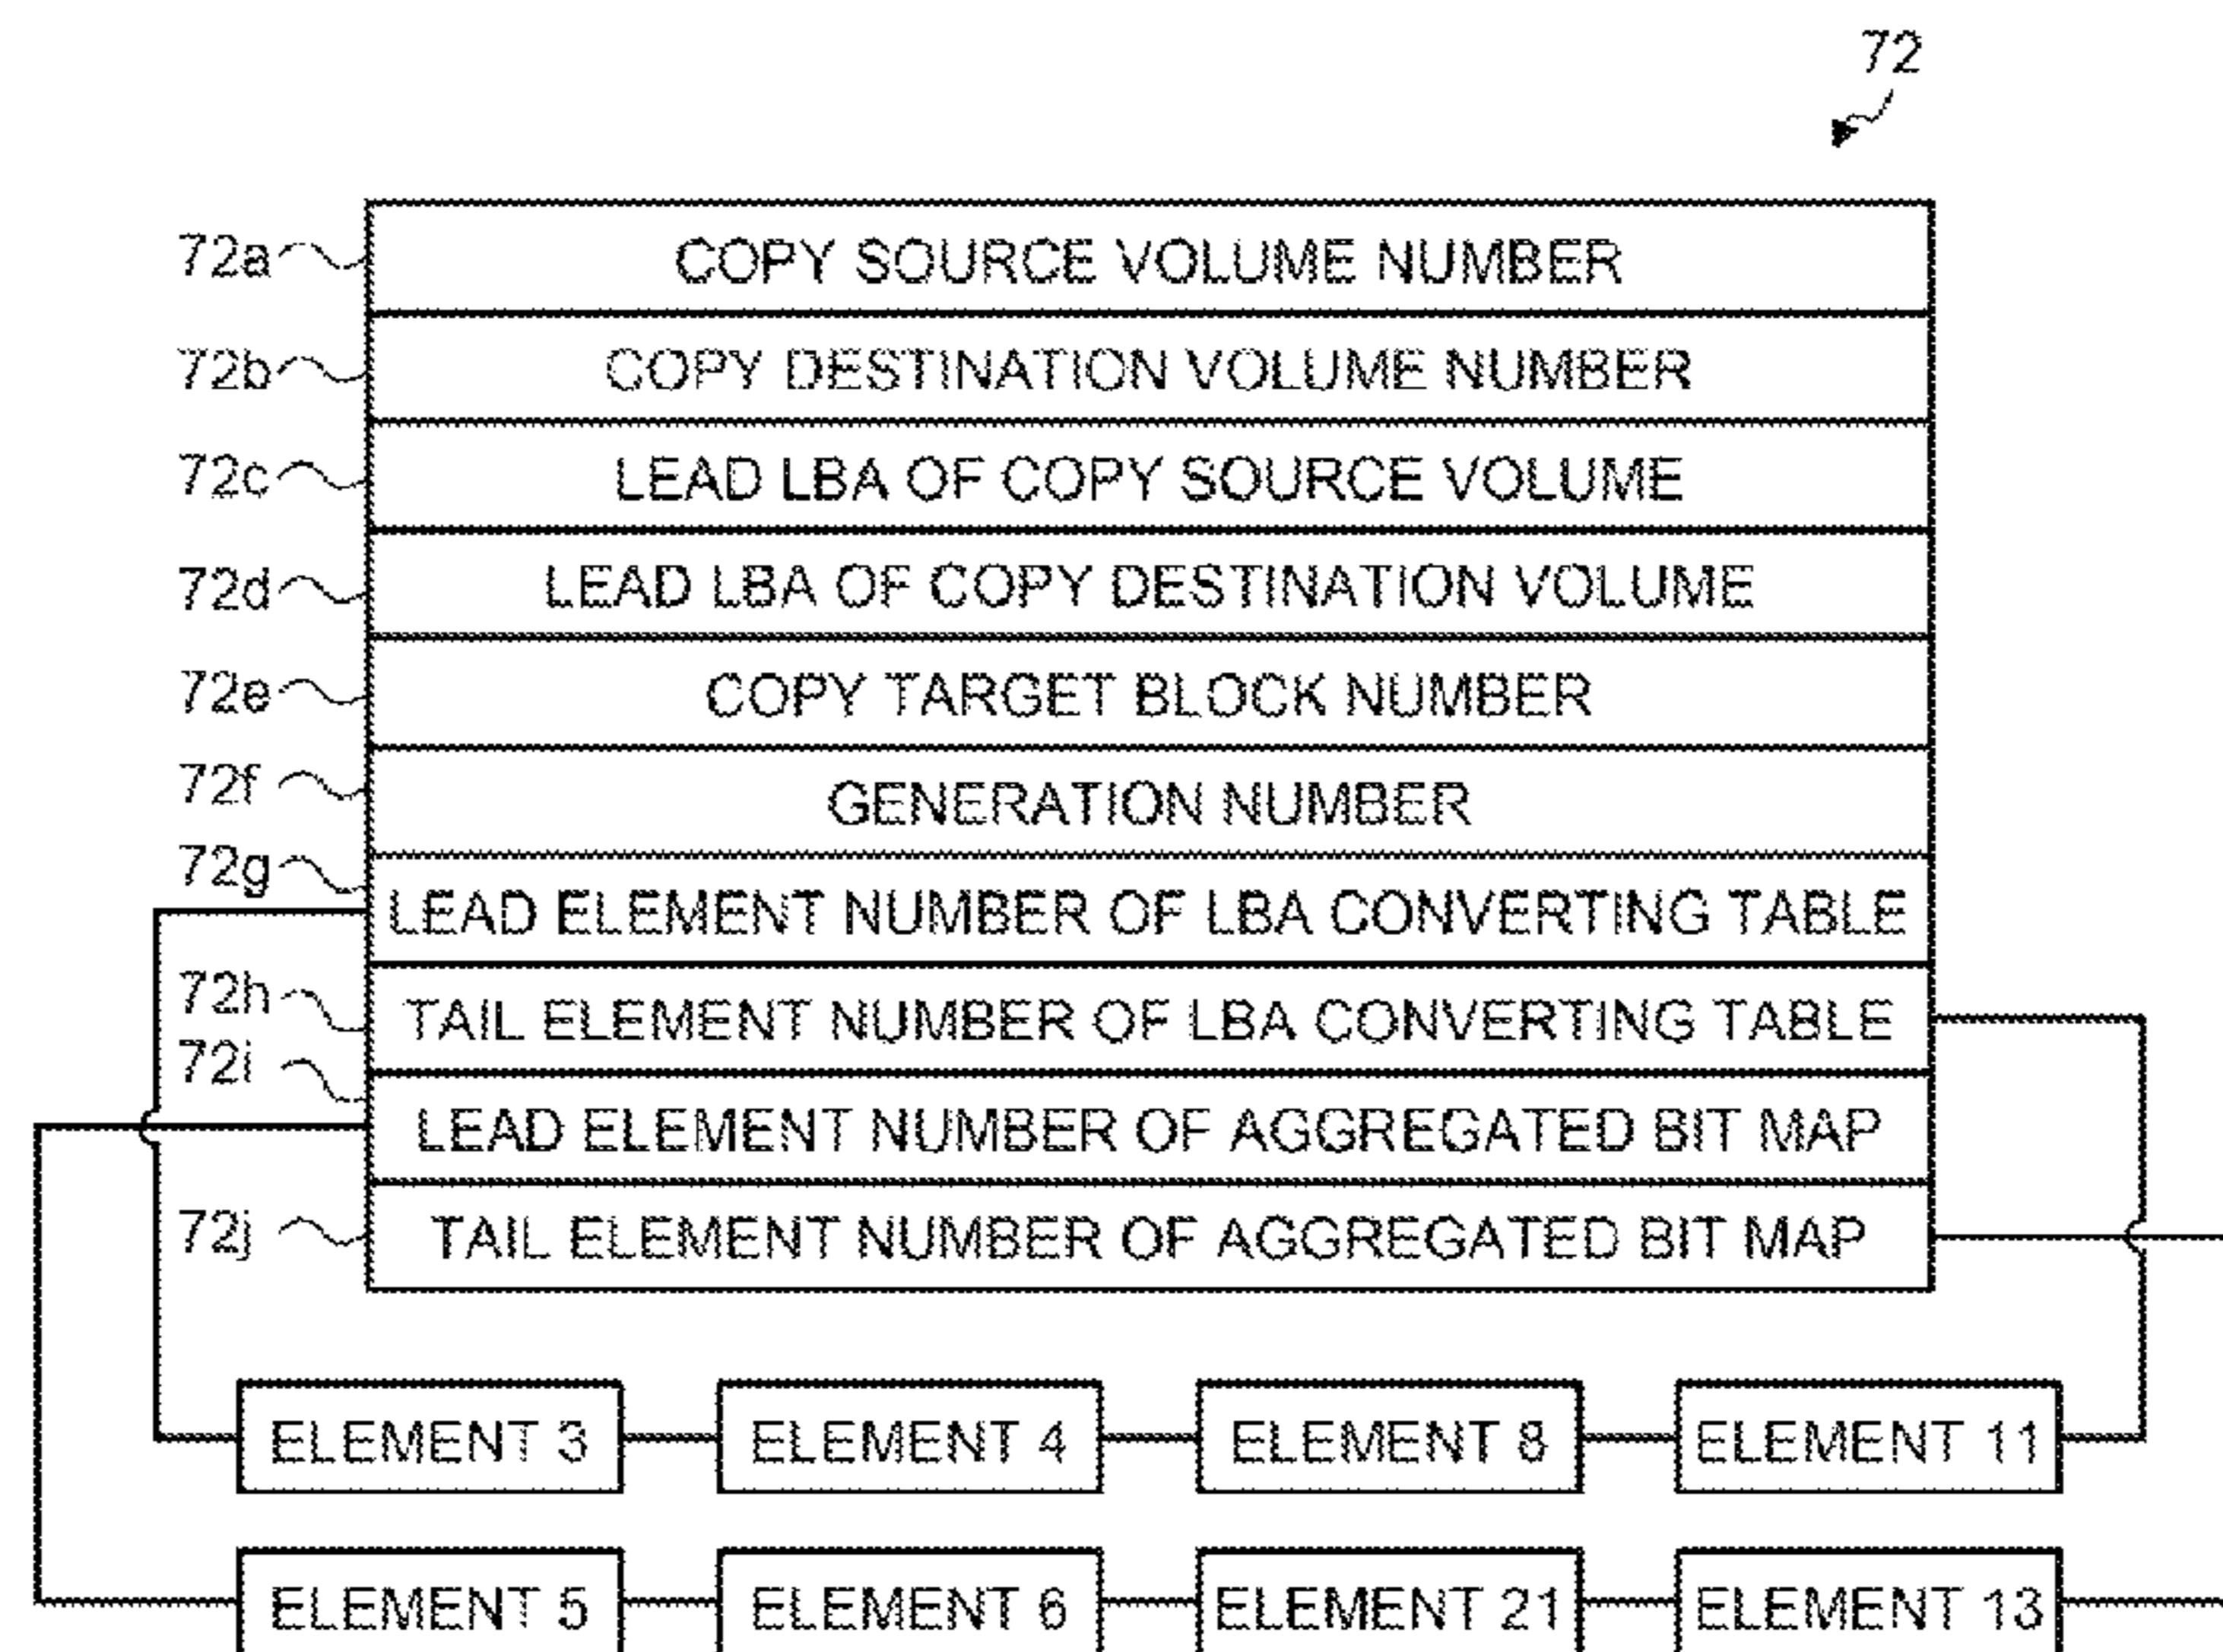 72
72a COPY SOURCE VOLUME NUMBER
72b COPY DESTINATION VOLUME NUMBER
72c LEAD LBA OF COPY SOURCE VOLUME
72d LEAD LBA OF COPY DESTINATION VOLUME
72e COPY TARGET BLOCK NUMBER
72f GENERATION NUMBER
72g LEAD ELEMENT NUMBER OF LBA CONVERTING TABLE
72h TAIL ELEMENT NUMBER OF LBA CONVERTING TABLE
72i LEAD ELEMENT NUMBER OF AGGREGATED BIT MAP
72j TAIL ELEMENT NUMBER OF AGGREGATED BIT MAP
ELEMENT 3 ELEMENT 4 ELEMENT 8 ELEMENT 11
ELEMENT 5 ELEMENT 6 ELEMENT 21 ELEMENT 13